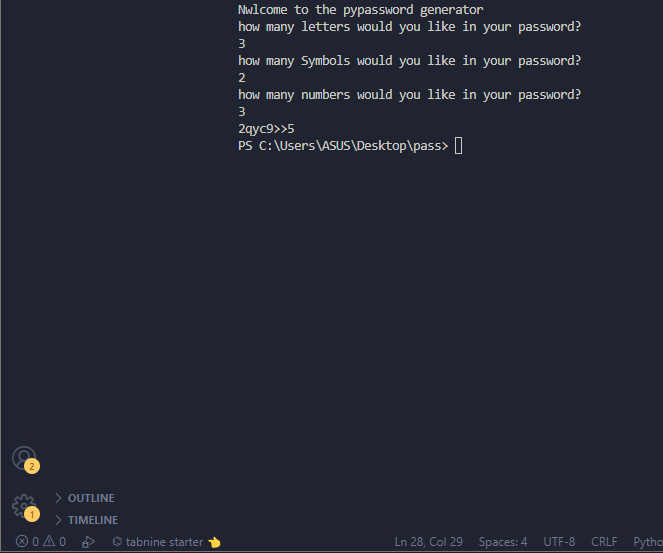 Nwlcome to the pypassword generator
how many letters would you like in your password?
3
how many Symbols would you like in your password?
2
how many numbers would you like in your password?
3
2qyc9>>5
PS C:\Users\ASUS\Desktop\pass>
2
1
OUTLINE
TIMELINE
0 0 tabnine starter Ln 28, Col 29 Spaces: 4 UTF-8 CRLF Pytho